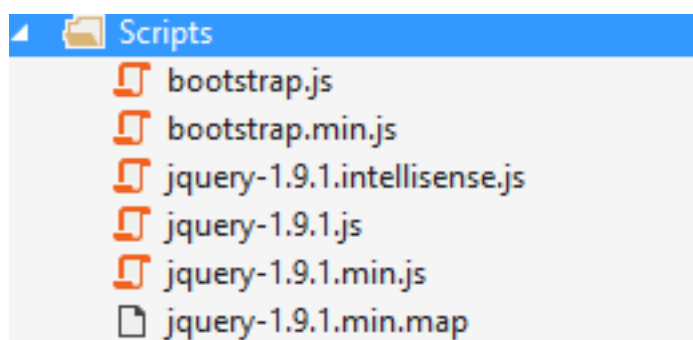 Scripts
bootstrap.js
bootstrap.min.js
jquery-1.9.1.intellisense.js
jquery-1.9.1.js
jquery-1.9.1.min.js
jquery-1.9.1.min.map